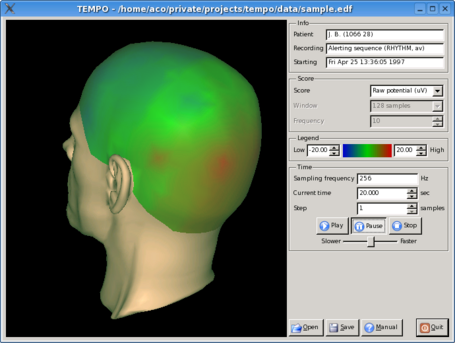 TEMPO - /home/aco/private/projects/tempo/data/sample.edf
Info
Patient J. B. (1066 28)
Recording Alerting sequence (RHYTHM, av)
Starting Fri Apr 25 13:36:05 1997
Score
Score Raw potential (uV)
Window 128 samples
Frequency 10
Legend
Low -20.00 20.00 High
Time
Sampling frequency 256 Hz
Current time 20.000 sec
Step 1 samples
Play Pause Stop
Slower Faster
Open Save Manual Quit